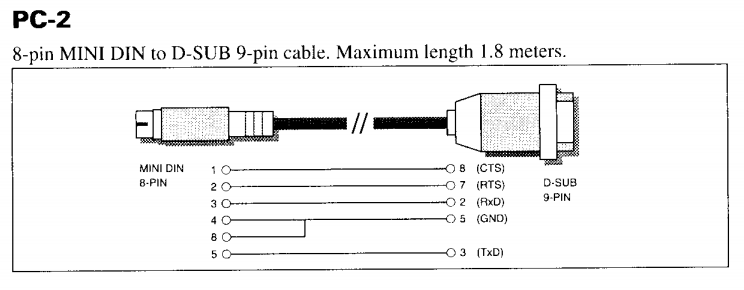 PC-2
8-pin MINI DIN to D-SUB 9-pin cable. Maximum length 1.8 meters.
MINI DIN
8-PIN
1 8 (CTS)
2 7 (RTS)
3 2 (RxD)
4 5 (GND)
8
5 3 (TxD)
D-SUB
9-PIN